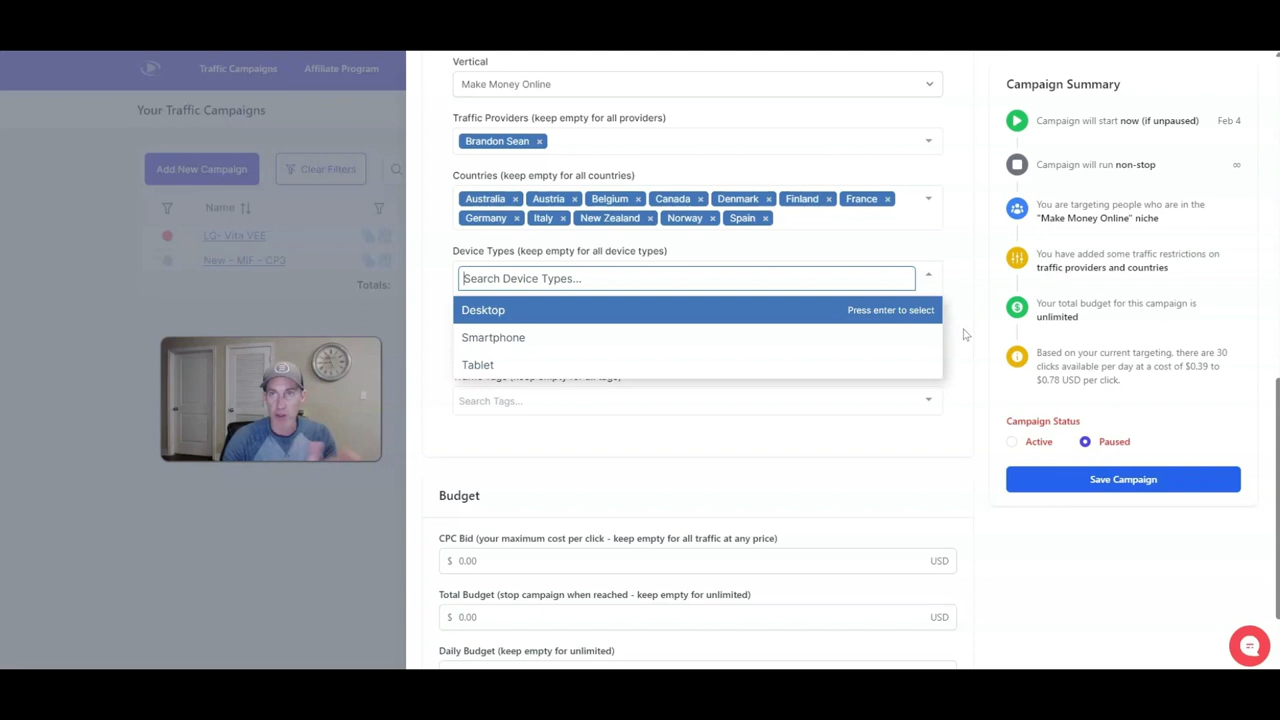 Traffic Campaigns
Affiliate Program
Your Traffic Campaigns
Add New Campaign
Clear Filters
Name
LG- Vita VEE
New - MIF - CP3
Totals:
Vertical
Make Money Online
Traffic Providers (keep empty for all providers)
Brandon Sean ×
Countries (keep empty for all countries)
Australia × Austria × Belgium × Canada × Denmark × Finland × France ×
Germany × Italy × New Zealand × Norway × Spain ×
Device Types (keep empty for all device types)
Search Device Types...
Desktop Press enter to select
Smartphone
Tablet
Search Tags...
Budget
CPC Bid (your maximum cost per click - keep empty for all traffic at any price)
$ 0.00 USD
Total Budget (stop campaign when reached - keep empty for unlimited)
$ 0.00 USD
Daily Budget (keep empty for unlimited)
Campaign Summary
Campaign will start now (if unpaused) Feb 4
Campaign will run non-stop ∞
You are targeting people who are in the
"Make Money Online" niche
You have added some traffic restrictions on
traffic providers and countries
Your total budget for this campaign is
unlimited
Based on your current targeting, there are 30
clicks available per day at a cost of $0.39 to
$0.78 USD per click.
Campaign Status
Active Paused
Save Campaign